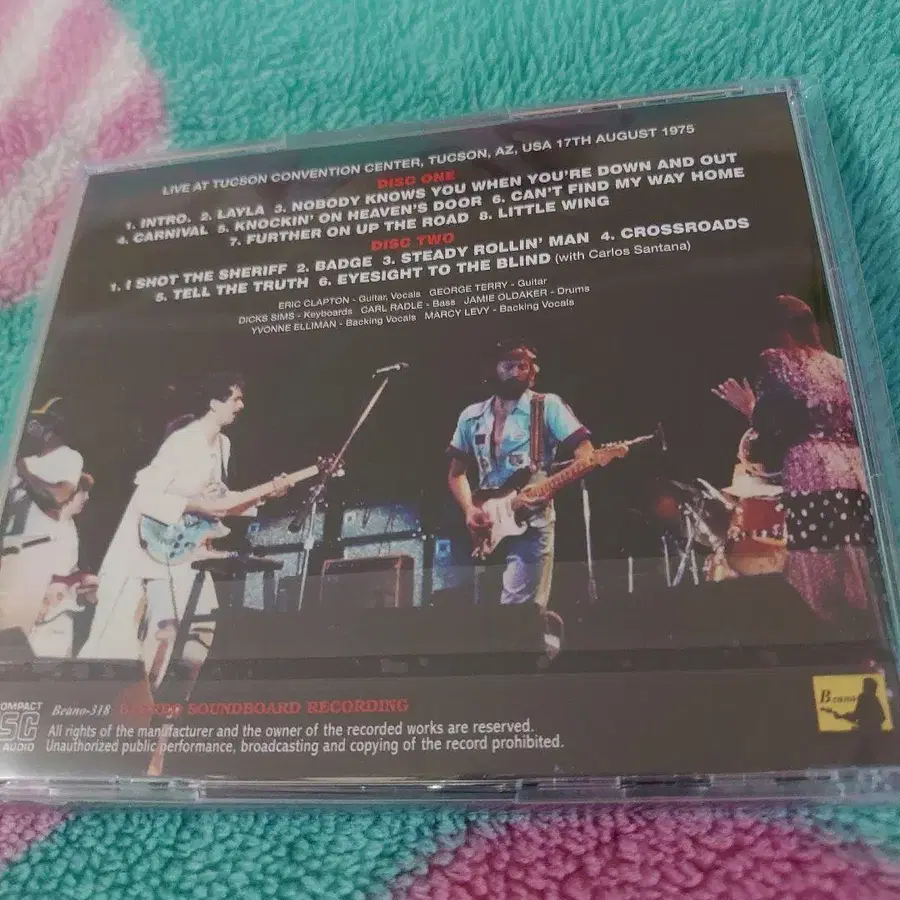 LIVE AT TUCSON CONVENTION CENTER, TUCSON, AZ, USA 17TH AUGUST 1975
DISC ONE
1. INTRO. 2. LAYLA 3. NOBODY KNOWS YOU WHEN YOU'RE DOWN AND OUT
4. CARNIVAL 5. KNOCKIN' ON HEAVEN'S DOOR 6. CAN'T FIND MY WAY HOME
7. FURTHER ON UP THE ROAD 8. LITTLE WING
DISC TWO
1. I SHOT THE SHERIFF 2. BADGE 3. STEADY ROLLIN' MAN 4. CROSSROADS
5. TELL THE TRUTH 6. EYESIGHT TO THE BLIND (with Carlos Santana)
ERIC CLAPTON - Guitar, Vocals GEORGE TERRY - Guitar
DICKS SIMS - Keyboards CARL RADLE - Bass JAMIE OLDAKER - Drums
YVONNE ELLIMAN - Backing Vocals MARCY LEVY - Backing Vocals
Beano
COMPACT
DISC
AUDIO
Beano-318 SOUNDBOARD RECORDING
All rights of the manufacturer and the owner of the recorded works are reserved.
Unauthorized public performance, broadcasting and copying of the record prohibited.